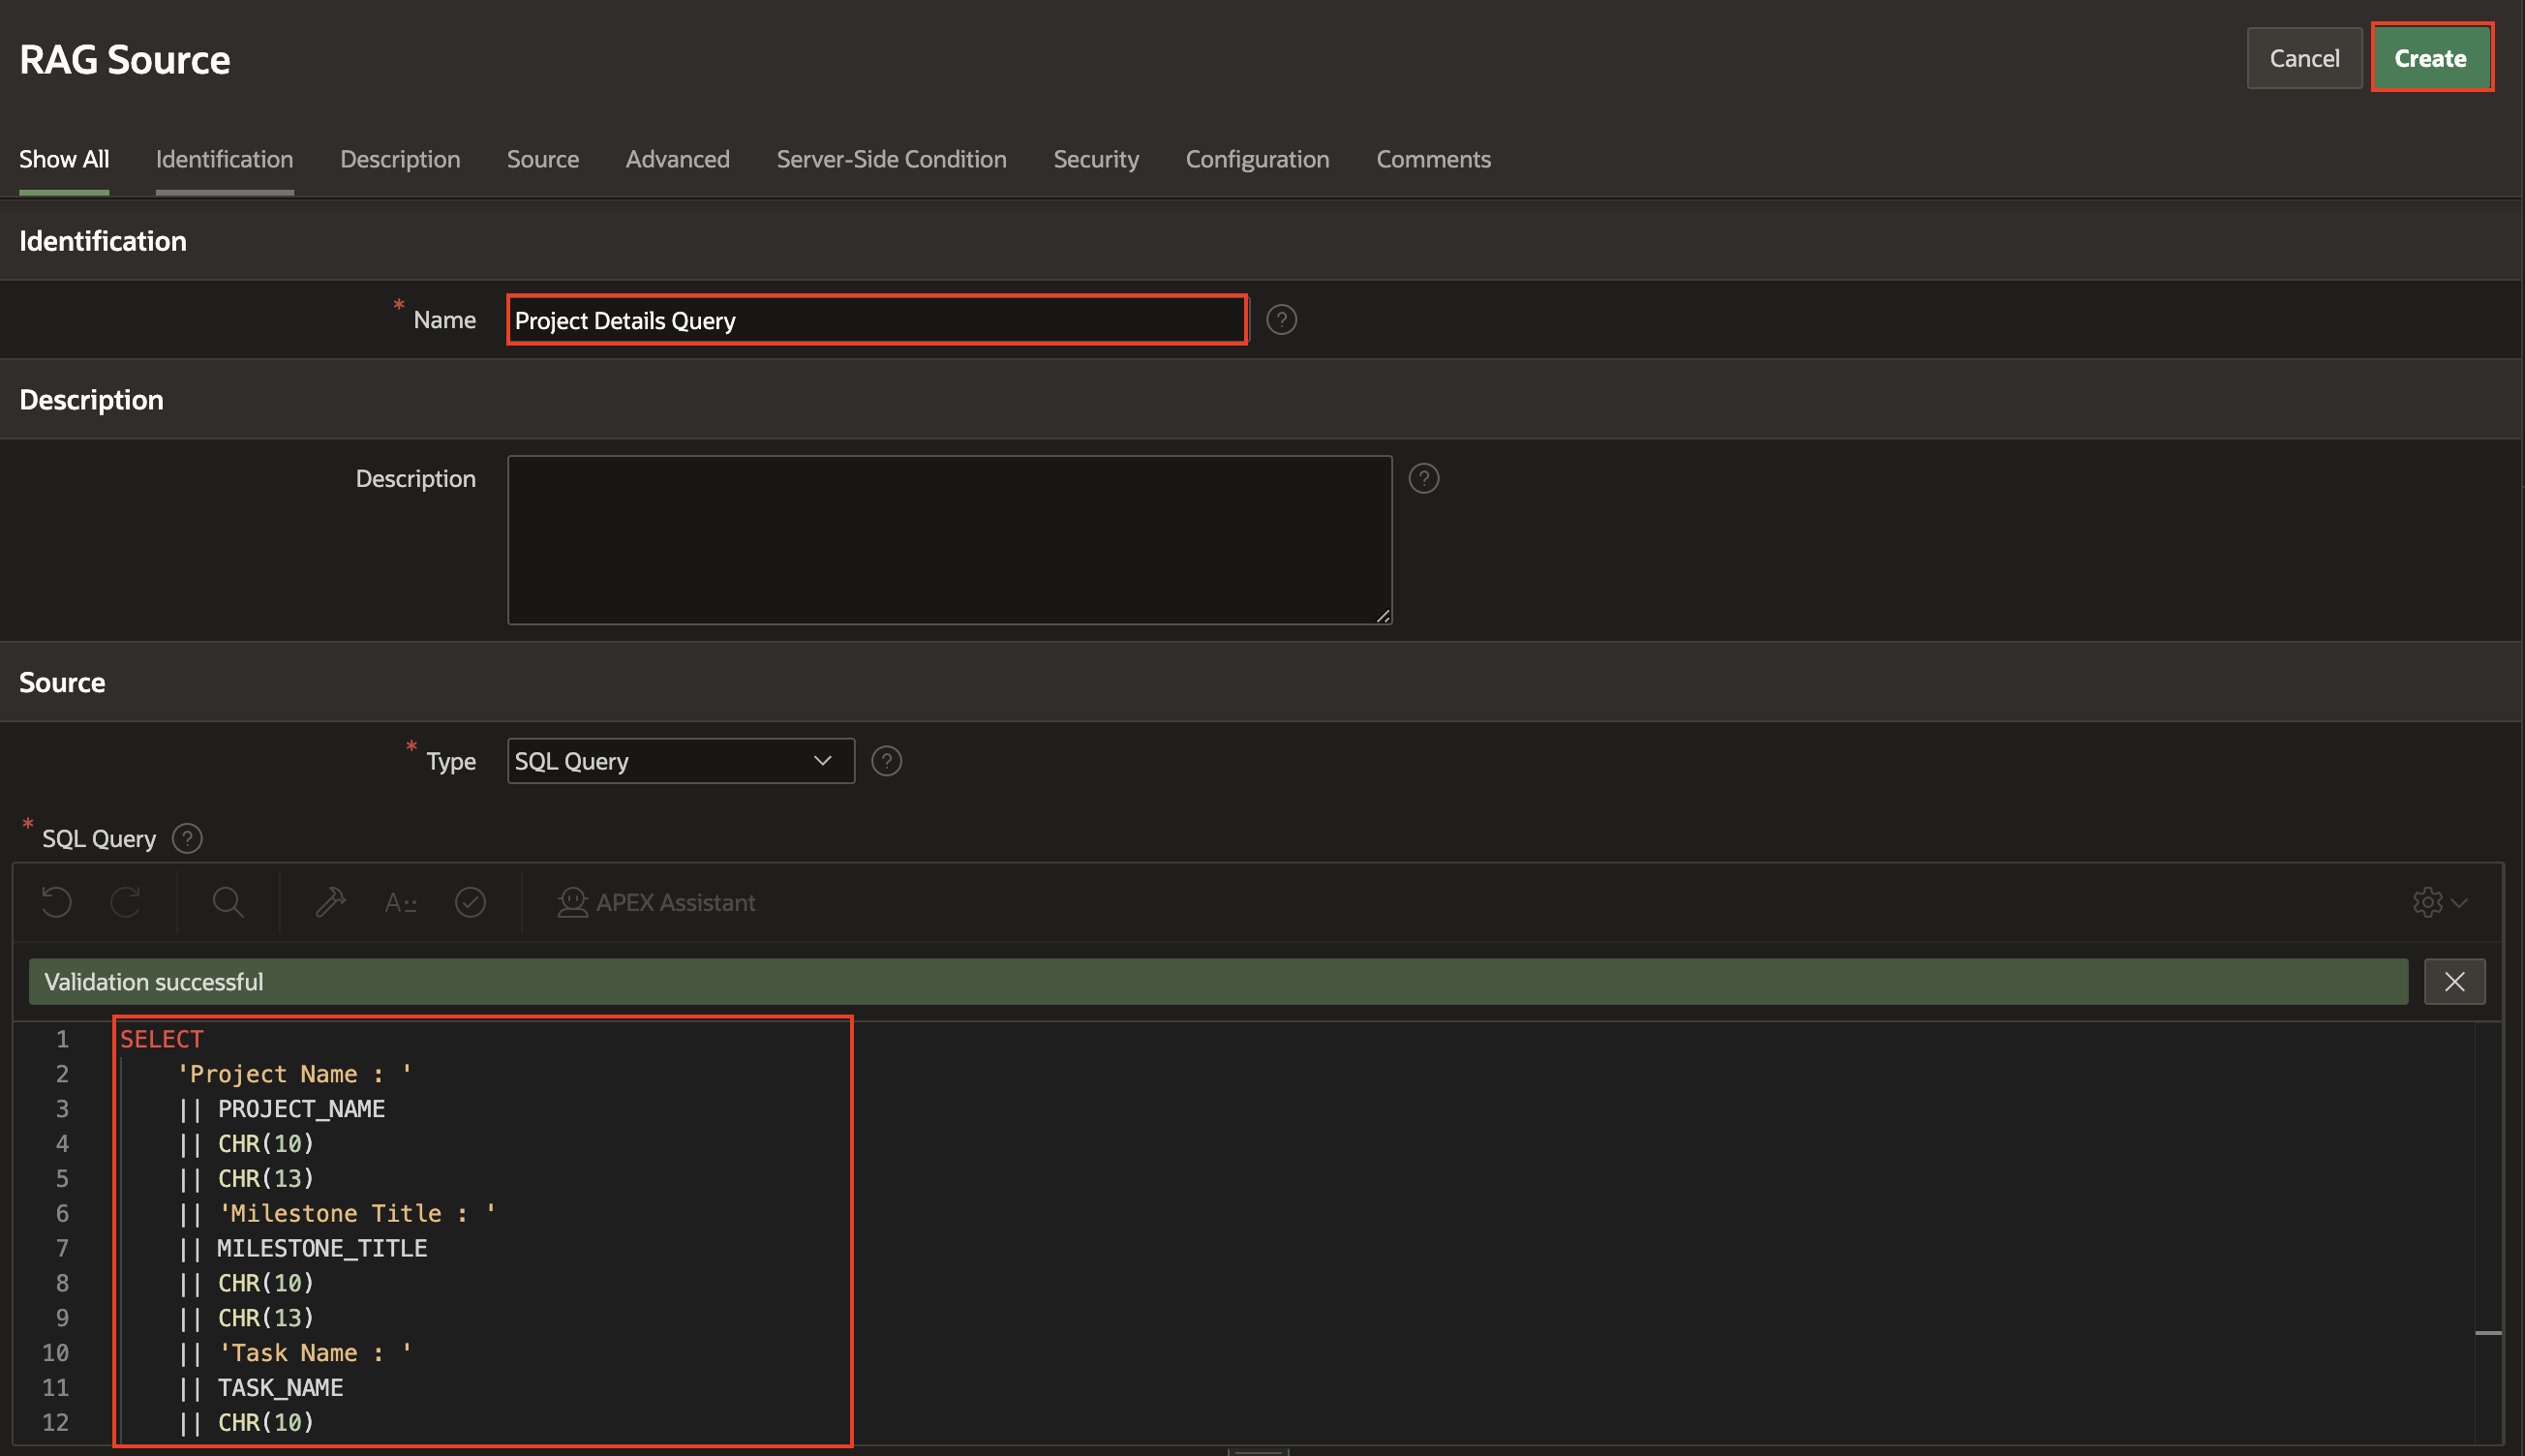 RAG Source
Cancel
Create
Show All Identification Description Source Advanced Server-Side Condition Security Configuration Comments
Identification
* Name Project Details Query ?
Description
Description ?
Source
* Type SQL Query ?
* SQL Query ?
A:: APEX Assistant
Validation successful
1 SELECT
2 'Project Name : '
3 || PROJECT_NAME
4 || CHR(10)
5 || CHR(13)
6 || 'Milestone Title : '
7 || MILESTONE_TITLE
8 || CHR(10)
9 || CHR(13)
10 || 'Task Name : '
11 || TASK_NAME
12 || CHR(10)